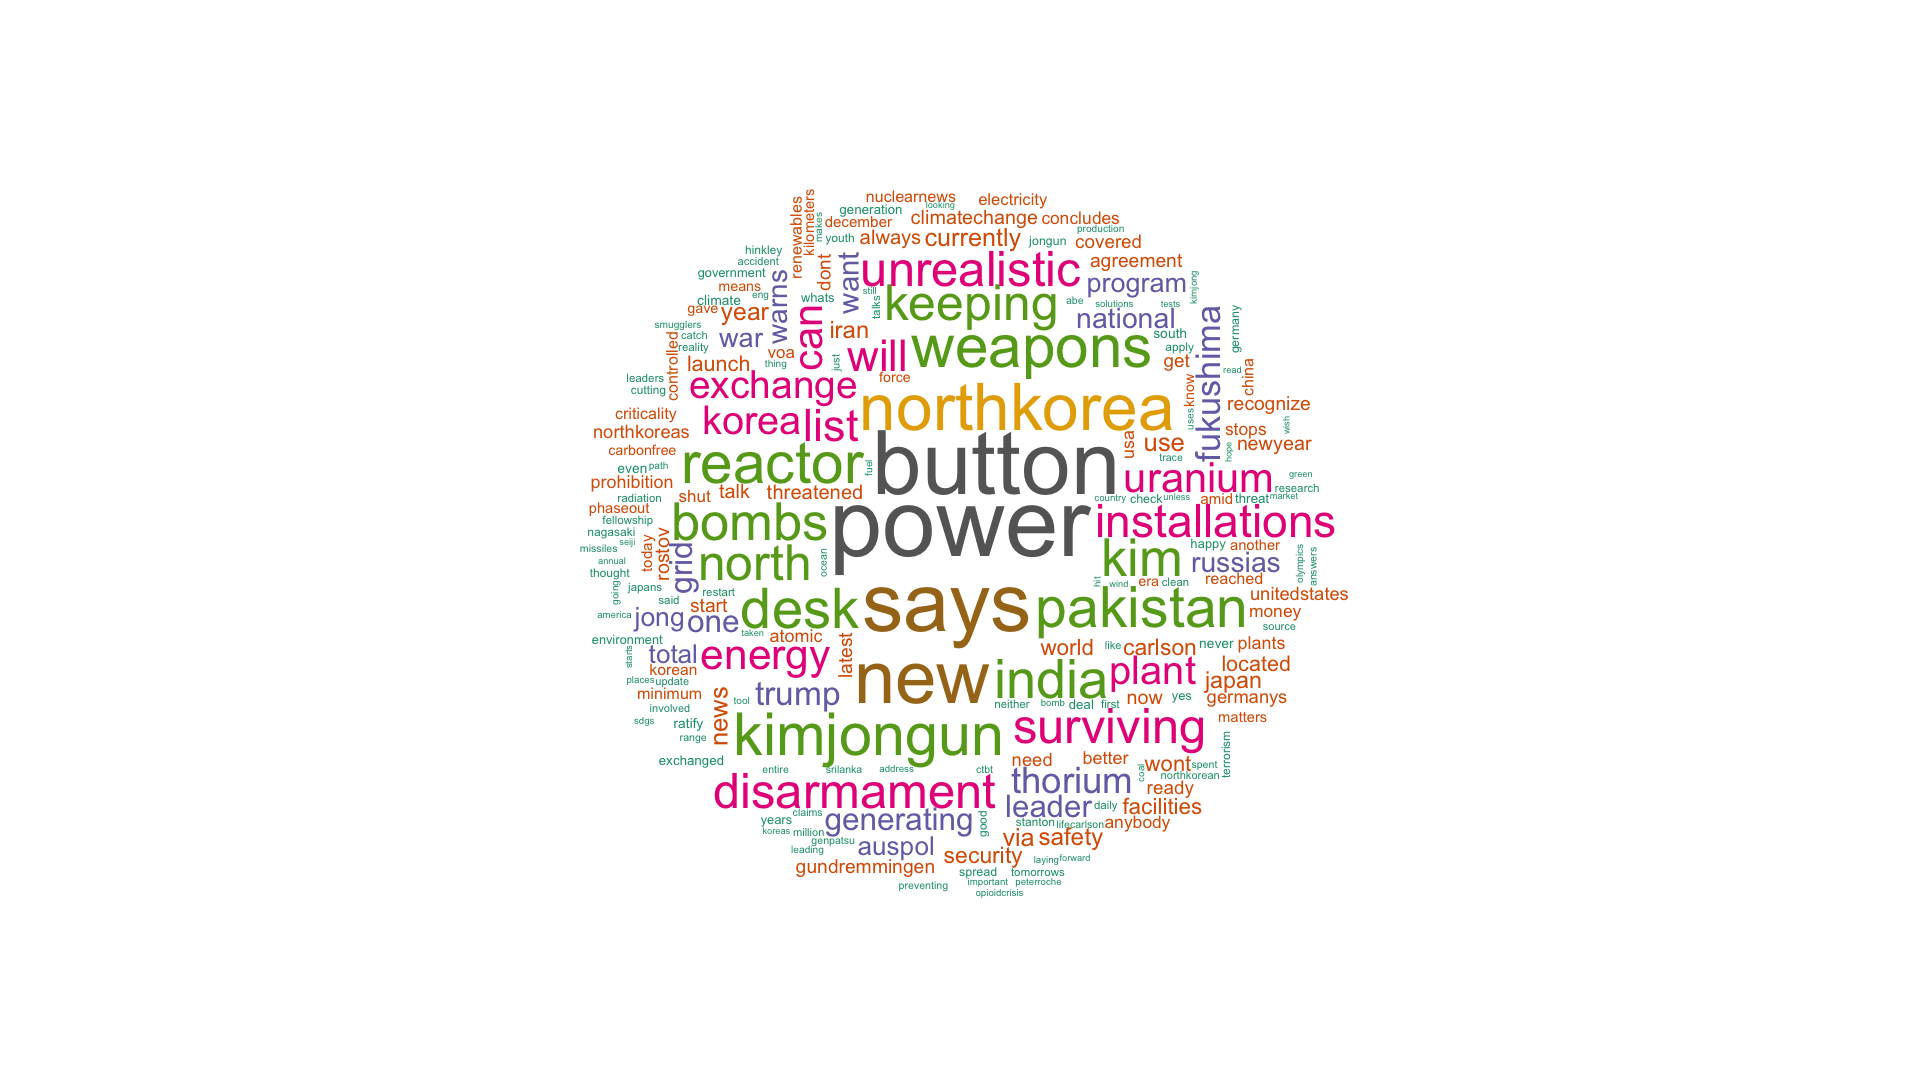 nuclearnews
electricity
looking
generation
december
climatechange
concludes
renewables
kilometers
makes
youth
always
currently
jongun
production
covered
hinkley
accident
government
means
eng
climate
whats
gave
year
warns
dont
want
still
talks
unrealistic
agreement
program
kimjong
keeping
abe
solutions
tests
national
smugglers
catch
reality
war
can
iran
voa
thing
just
will
weapons
south
apply
get
fukushima
germany
read
controlled
launch
force
leaders
cutting
exchange
northkorea
know
uses
china
recognize
criticality
korea
list
northkoreas
carbonfree
usa
use
trace
stops
hope
wish
newyear
even
path
reactor
fuel
button
uranium
green
research
prohibition
radiation
shut
talk
threatened
country
check
unless
amid
threat
market
phaseout
fellowship
nagasaki
seiji
missiles
annual
thought
today
rostov
grid
bombs
power
installations
north
ocean
kim
happy
another
russias
olympics
answers
going
japans
said
restart
hit
wind
era
clean
reached
start
unitedstates
america
jong
one
desk
says
pakistan
money
source
taken
environment
atomic
starts
total
energy
latest
world
like
carlson
never
plants
korean
located
places
update
minimum
trump
new
india
plant
japan
involved
news
tool
neither
bomb
deal
first
now
yes
germanys
sdgs
ratify
range
kimjongun
surviving
matters
exchanged
entire
srilanka
address
ctbt
need
better
coal
wont
spent
northkorean
terrorism
disarmament
thorium
ready
leader
daily
facilities
claims
years
koreas
million
generating
good
stanton
lifecarlson
anybody
genpatsu
leading
auspol
via
safety
gundremmingen
security
laying
forward
spread
tomorrows
preventing
important
peterroche
opioidcrisis